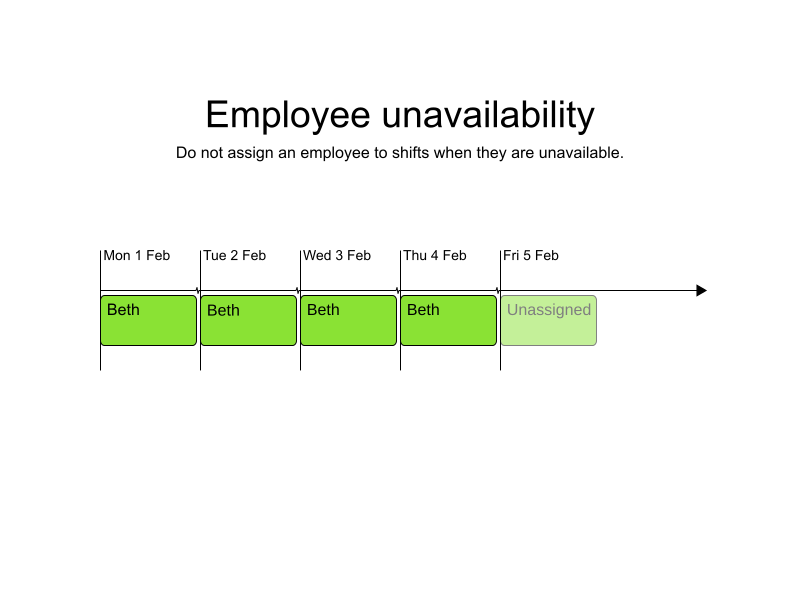 Employee unavailability
Do not assign an employee to shifts when they are unavailable.
Mon 1 Feb Tue 2 Feb Wed 3 Feb Thu 4 Feb Fri 5 Feb
Beth Beth Beth Beth Unassigned